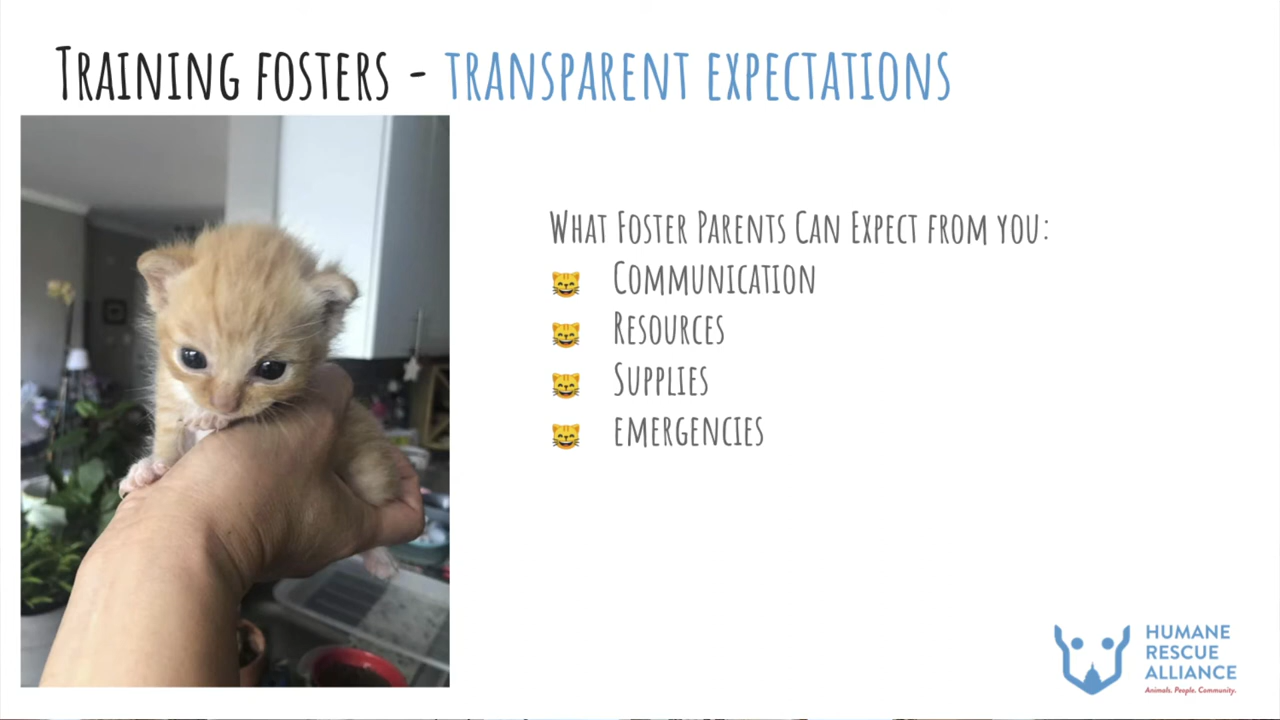 Training fosters - transparent expectations
What Foster Parents Can Expect from you:
Communication
Resources
Supplies
emergencies
HUMANE
RESCUE
ALLIANCE
Animals. People. Community.